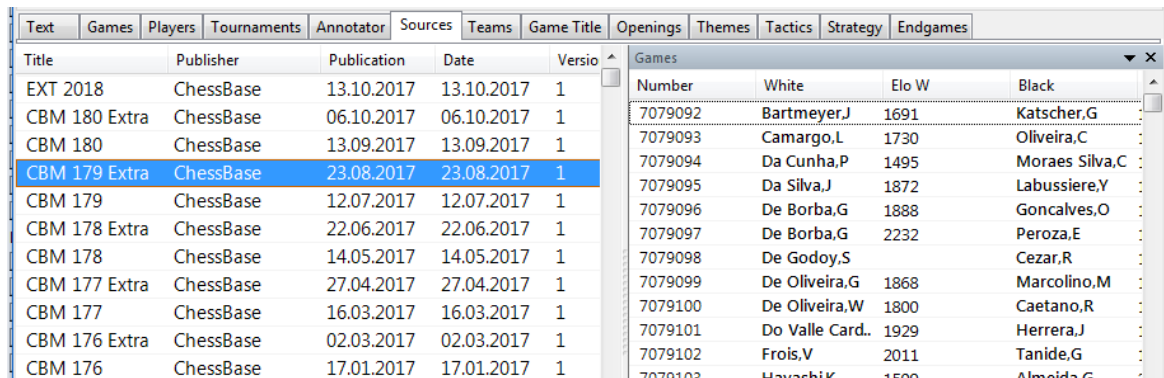 Text Games Players Tournaments Annotator Sources Teams Game Title Openings Themes Tactics Strategy Endgames
Title Publisher Publication Date Versio
EXT 2018 ChessBase 13.10.2017 13.10.2017 1
CBM 180 Extra ChessBase 06.10.2017 06.10.2017 1
CBM 180 ChessBase 13.09.2017 13.09.2017 1
CBM 179 Extra ChessBase 23.08.2017 23.08.2017 1
CBM 179 ChessBase 12.07.2017 12.07.2017 1
CBM 178 Extra ChessBase 22.06.2017 22.06.2017 1
CBM 178 ChessBase 14.05.2017 14.05.2017 1
CBM 177 Extra ChessBase 27.04.2017 27.04.2017 1
CBM 177 ChessBase 16.03.2017 16.03.2017 1
CBM 176 Extra ChessBase 02.03.2017 02.03.2017 1
CBM 176 ChessBase 17.01.2017 17.01.2017 1
Games
Number White Elo W Black
7079092 Bartmeyer,J 1691 Katscher,G
7079093 Camargo,L 1730 Oliveira,C
7079094 Da Cunha,P 1495 Moraes Silva,C
7079095 Da Silva,J 1872 Labussiere,Y
7079096 De Borba,G 1888 Goncalves,O
7079097 De Borba,G 2232 Peroza,E
7079098 De Godoy,S Cezar,R
7079099 De Oliveira,G 1868 Marcolino,M
7079100 De Oliveira,W 1800 Caetano,R
7079101 Do Valle Card.. 1929 Herrera,J
7079102 Frois,V 2011 Tanide,G
7079103 Hayashi,K Almeida,G